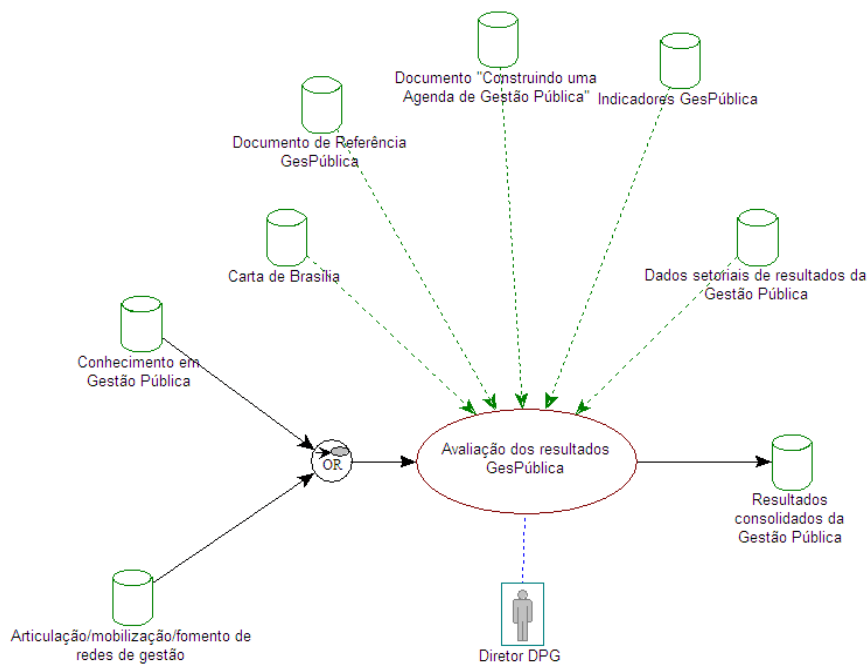 Documento "Construindo uma
Agenda de Gestão Pública"
Indicadores GesPública
Documento de Referência
GesPública
Carta de Brasília
Dados setoriais de resultados da
Gestão Pública
Conhecimento em
Gestão Pública
OR
Avaliação dos resultados
GesPública
Resultados
consolidados da
Gestão Pública
Articulação/mobilização/fomento de
redes de gestão
Diretor DPG